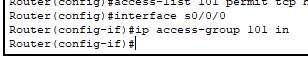 Router(config)#access-list 101 permit tcp
Router(config)#interface s0/0/0
Router(config-if)#ip access-group 101 in
Router(config-if)#